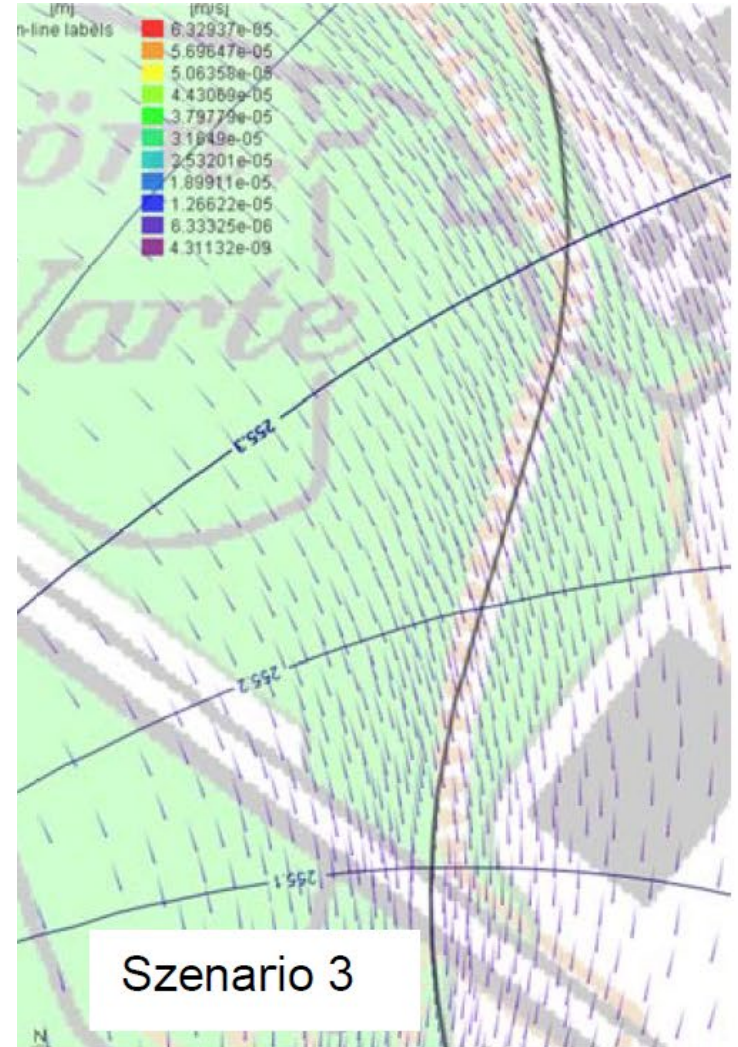 [m] [m/s]
n-line labels 6.32937e-05
5.69647e-05
5.06358e-05
4.43069e-05
3.79779e-05
3.1649e-05
2.53201e-05
1.89911e-05
1.26622e-05
6.33325e-06
4.31132e-09
Warte
255.3
255.2
255.1
Szenario 3
N